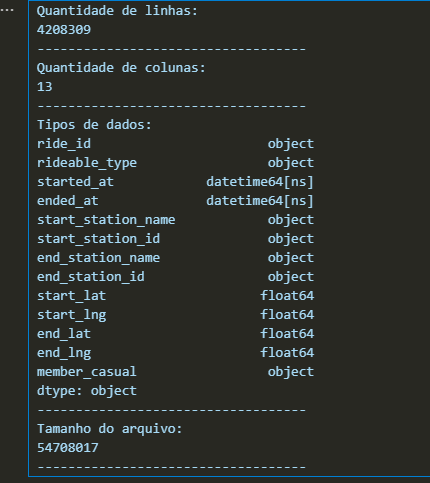 Quantidade de linhas:
4208309
-----------------------------------
Quantidade de colunas:
13
-----------------------------------
Tipos de dados:
ride_id object
rideable_type object
started_at datetime64[ns]
ended_at datetime64[ns]
start_station_name object
start_station_id object
end_station_name object
end_station_id object
start_lat float64
start_lng float64
end_lat float64
end_lng float64
member_casual object
dtype: object
-----------------------------------
Tamanho do arquivo:
54708017
-----------------------------------